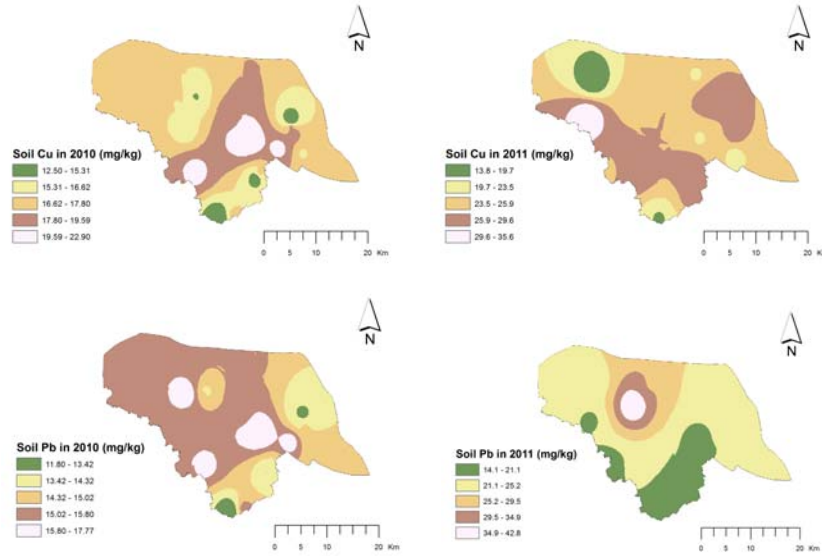 N
Soil Cu in 2010 (mg/kg)
12.50 - 15.31
15.31 - 16.62
16.62 - 17.80
17.80 - 19.59
19.59 - 22.90
0 5 10 20 Km
N
Soil Cu in 2011 (mg/kg)
13.8 - 19.7
19.7 - 23.5
23.5 - 25.9
25.9 - 29.6
29.6 - 35.6
0 5 10 20 Km
N
Soil Pb in 2010 (mg/kg)
11.80 - 13.42
13.42 - 14.32
14.32 - 15.02
15.02 - 15.80
15.80 - 17.77
0 5 10 20 Km
N
Soil Pb in 2011 (mg/kg)
14.1 - 21.1
21.1 - 25.2
25.2 - 29.5
29.5 - 34.9
34.9 - 42.8
0 5 10 20 Km